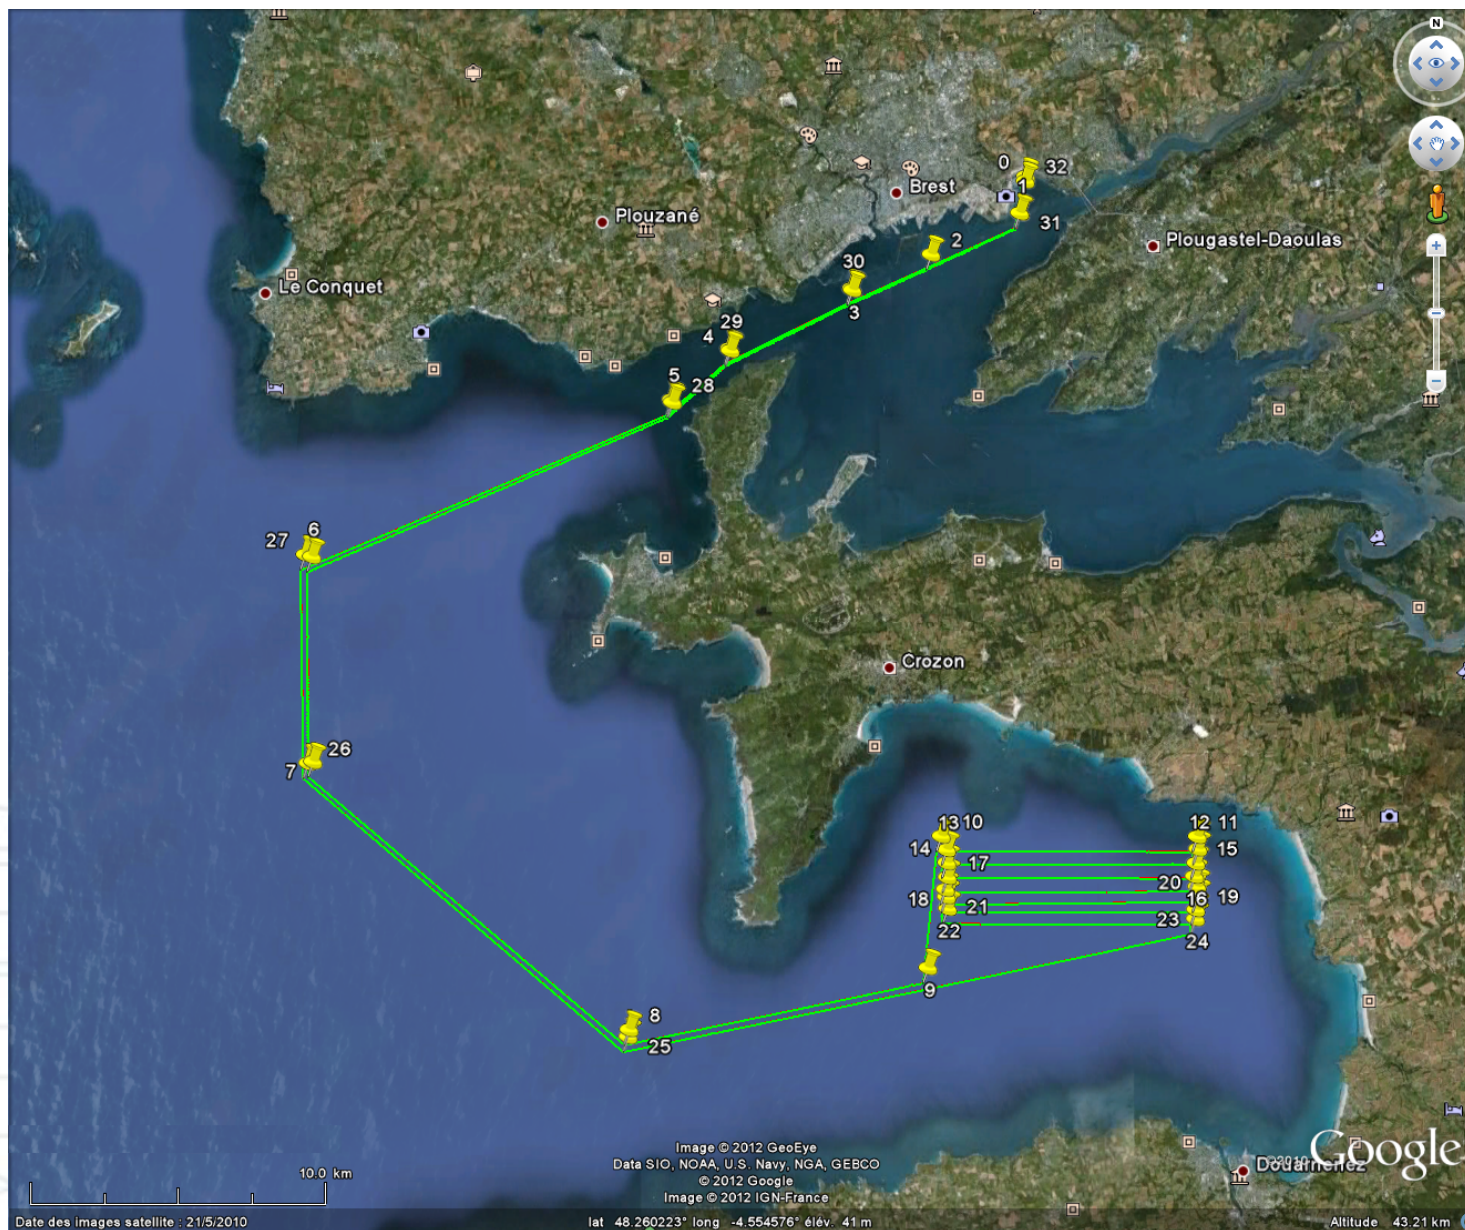 N
0
32
1
Brest
Plouzané
31
Plougastel-Daoulas
2
30
Le Conquet
3
29
4
5
28
6
27
Crozon
26
7
13 10
12 11
14
15
17
20
18
16
19
21
23
22
24
9
8
25
Image © 2012 GeoEye
Data SIO, NOAA, U.S. Navy, NGA, GEBCO
© 2012 Google
Image © 2012 IGN-France
Google
Douarnenez
10.0 km
Date des images satellite : 21/5/2010
lat 48.260223° long -4.554576° élév. 41 m
Altitude 43.21 km